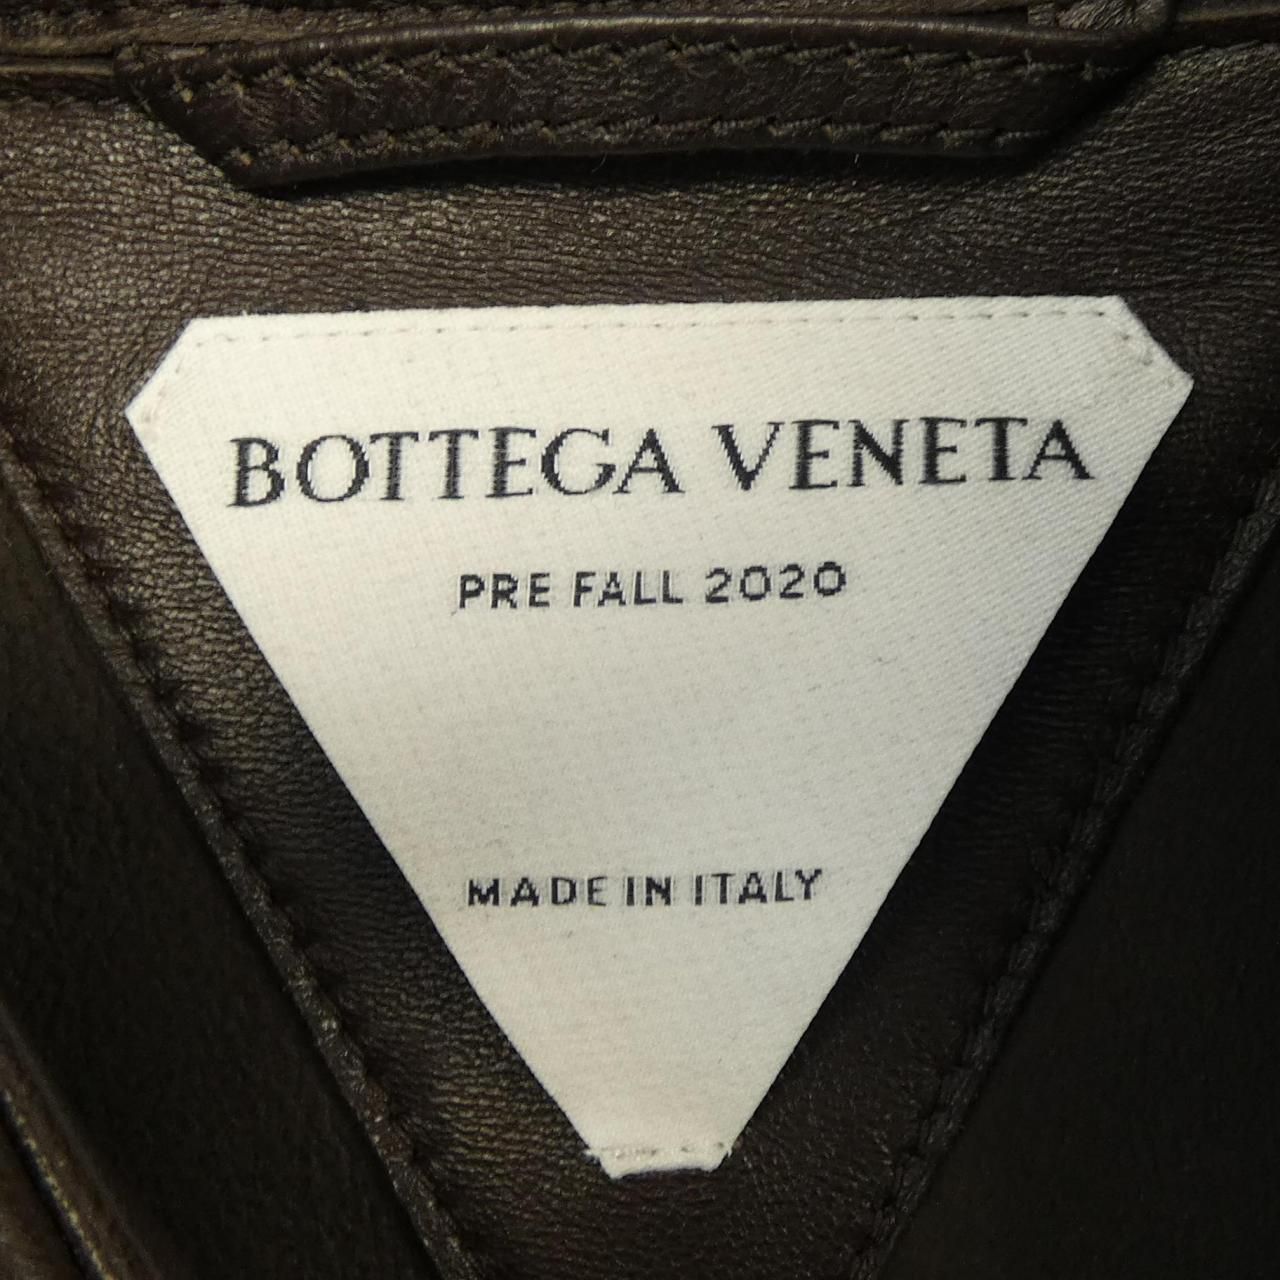 BOTTEGA VENETA
PRE FALL 2020
MADE IN ITALY